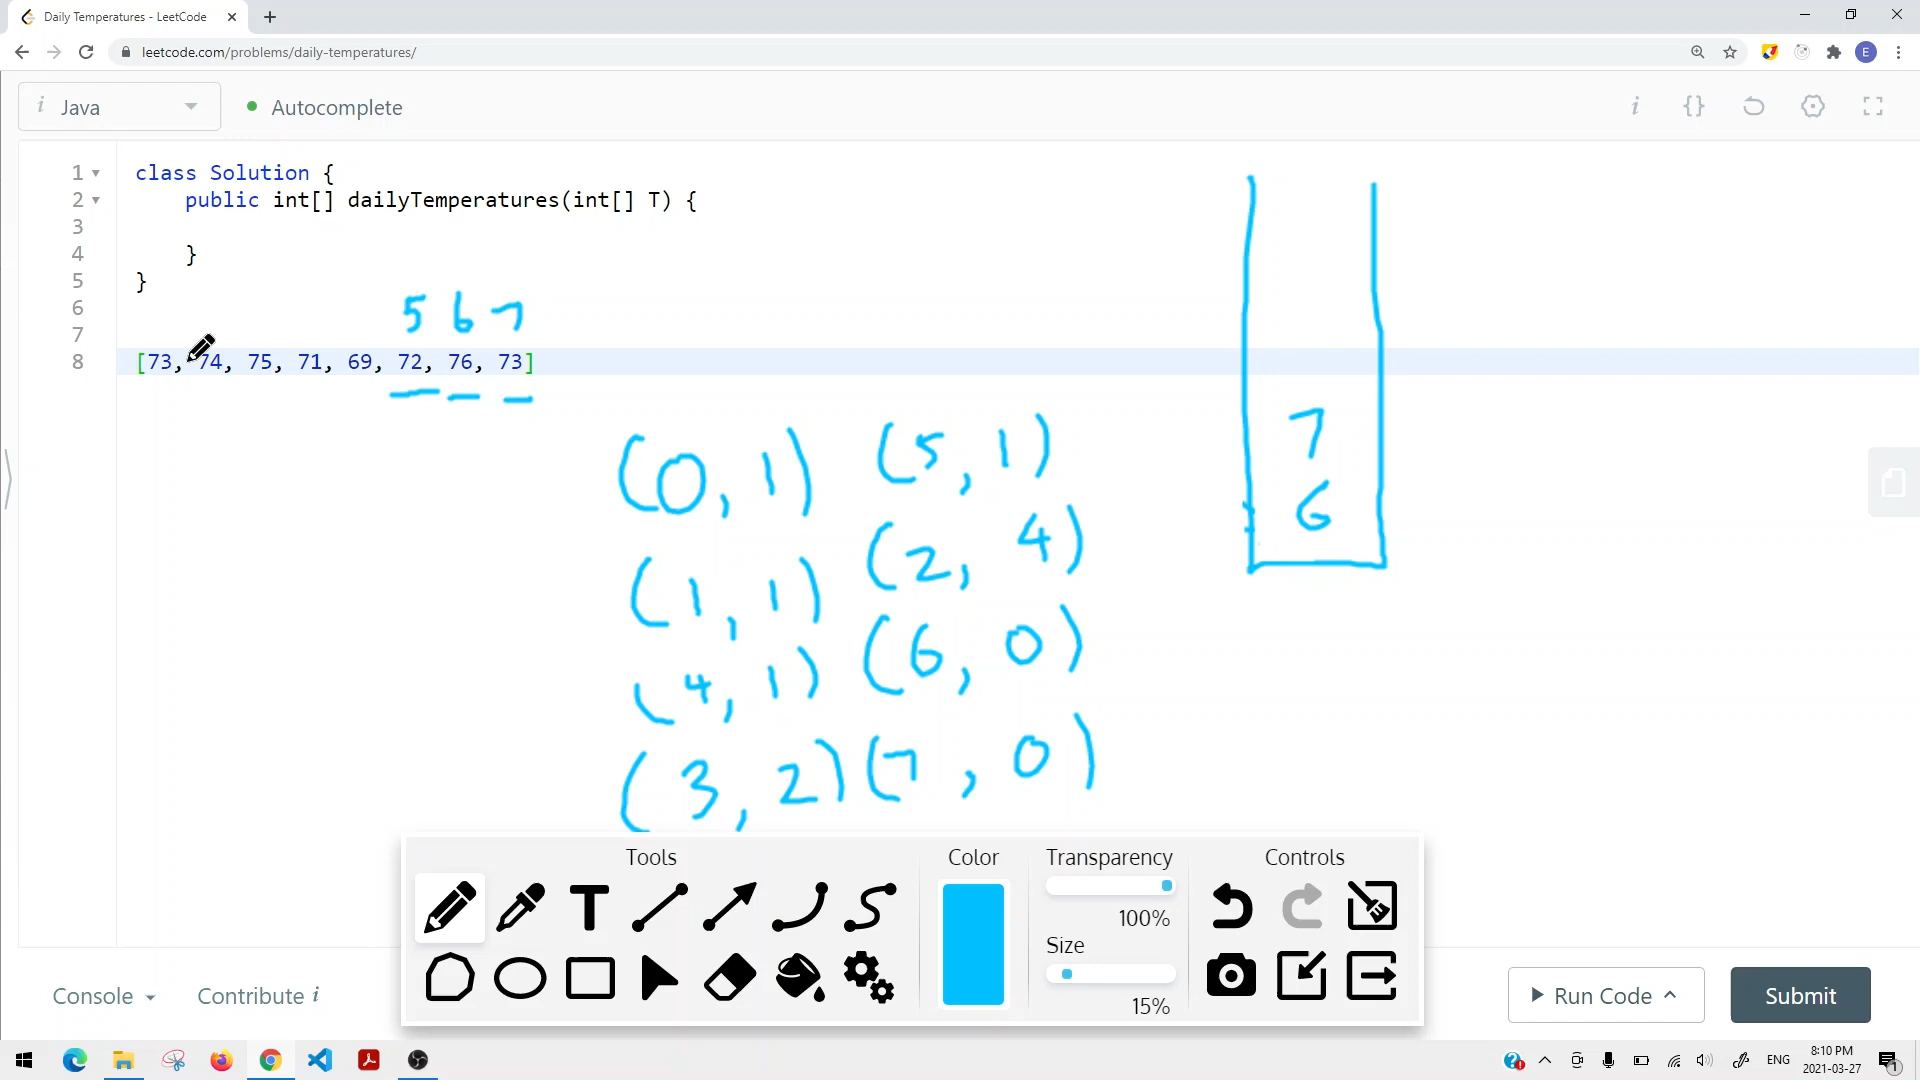 Daily Temperatures - LeetCode
leetcode.com/problems/daily-temperatures/
E
i Java
Autocomplete
i {}
1 class Solution {
2 public int[] dailyTemperatures(int[] T) {
3
4 }
5 }
6
7
8 [73, 74, 75, 71, 69, 72, 76, 73]
5 6 7
(0, 1) (5, 1)
(1, 1) (2, 4)
(4, 1) (6, 0)
(3, 2) (7, 0)
7
6
Tools
Color
Transparency
100%
Size
15%
Controls
T
Console
Contribute i
Run Code
Submit
ENG
8:10 PM
2021-03-27
1